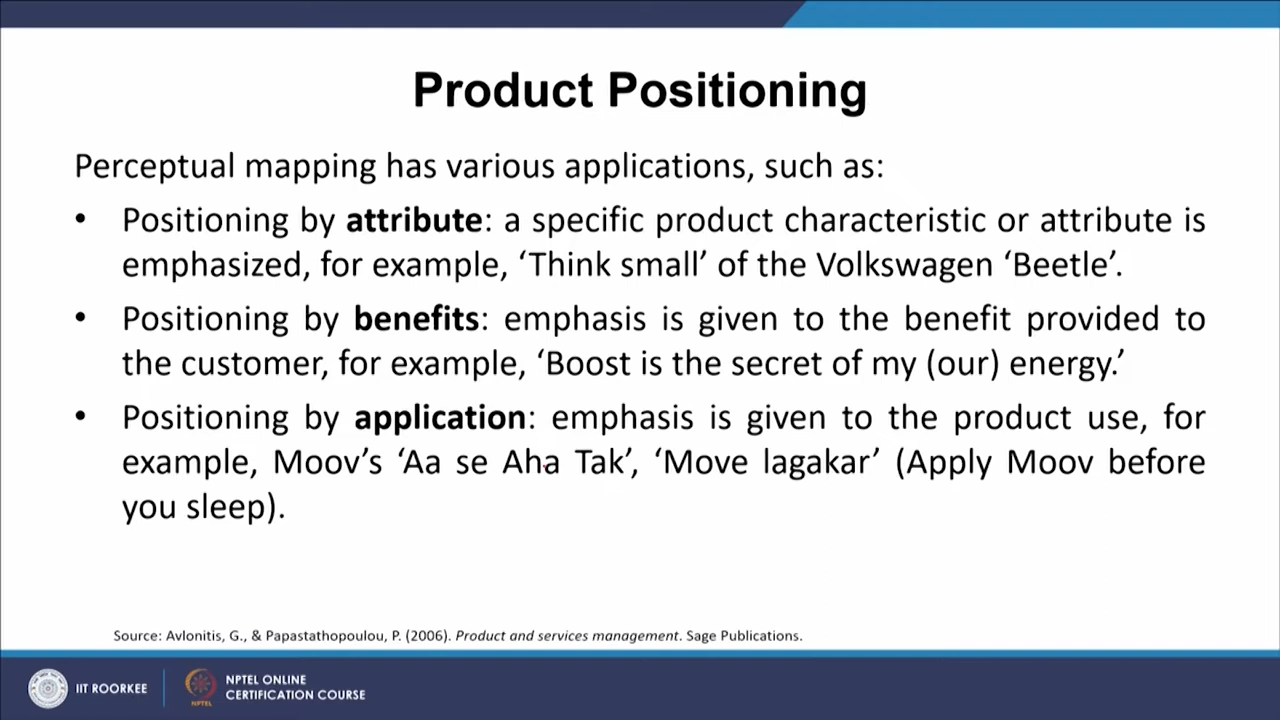 Product Positioning
Perceptual mapping has various applications, such as:
• Positioning by attribute: a specific product characteristic or attribute is
emphasized, for example, ‘Think small’ of the Volkswagen ‘Beetle’.
• Positioning by benefits: emphasis is given to the benefit provided to
the customer, for example, ‘Boost is the secret of my (our) energy.’
• Positioning by application: emphasis is given to the product use, for
example, Moov’s ‘Aa se Aha Tak’, ‘Move lagakar’ (Apply Moov before
you sleep).
Source: Avlonitis, G., & Papastathopoulou, P. (2006). Product and services management. Sage Publications.
IIT ROORKEE
NPTEL
NPTEL ONLINE
CERTIFICATION COURSE